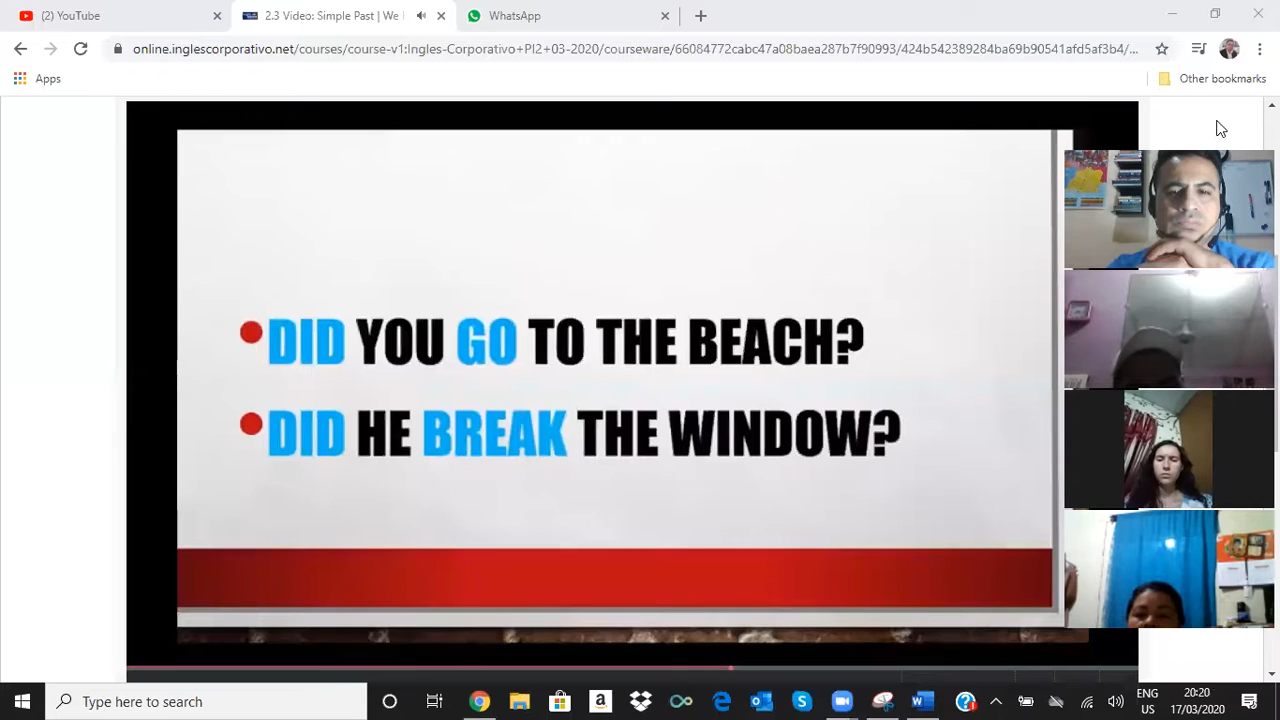 (2) YouTube
2.3 Video: Simple Past | We
WhatsApp
online.inglescorporativo.net/courses/course-v1:Ingles-Corporativo+PI2+03-2020/courseware/66084772cabc47a08baea287b7f90993/424b542389284ba69b90541afd5af3b4/...
Apps
Other bookmarks
•DID YOU GO TO THE BEACH?
•DID HE BREAK THE WINDOW?
Type here to search
ENG
US
20:20
17/03/2020